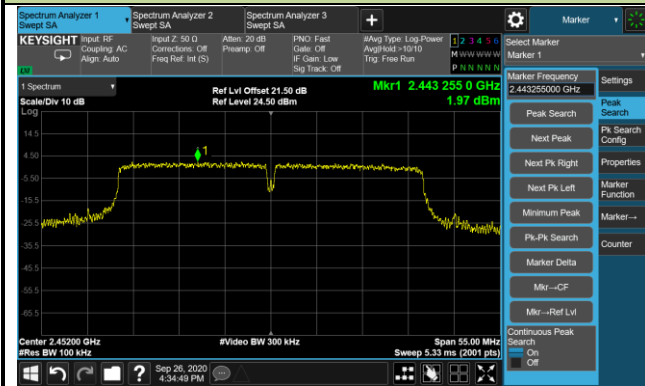 Spectrum Analyzer 1
Swept SA
Spectrum Analyzer 2
Swept SA
Spectrum Analyzer 3
Swept SA
+
Marker
KEYSIGHT
Input: RF
Coupling: AC
Align: Auto
Input Z: 50 Ω
Corrections: Off
Freq Ref: Int (S)
Atten: 20 dB
Preamp: Off
PNO: Fast
Gate: Off
IF Gain: Low
Sig Track: Off
#Avg Type: Log-Power
Avg|Hold:>10/10
Trig: Free Run
1 2 3 4 5 6
M W W W W W
P N N N N N
Select Marker
Marker 1
1 Spectrum
Scale/Div 10 dB
Log
Ref Lvl Offset 21.50 dB
Ref Level 24.50 dBm
Mkr1 2.443 255 0 GHz
1.97 dBm
14.5
4.50
-5.50
-15.5
-25.5
-35.5
-45.5
-55.5
-65.5
1
Center 2.45200 GHz
#Res BW 100 kHz
#Video BW 300 kHz
Span 55.00 MHz
Sweep 5.33 ms (2001 pts)
Marker Frequency
2.443255000 GHz
Peak Search
Next Peak
Next Pk Right
Next Pk Left
Minimum Peak
Pk-Pk Search
Marker Delta
Mkr→CF
Mkr→Ref Lvl
Continuous Peak
Search
On
Off
Settings
Peak
Search
Pk Search
Config
Properties
Marker
Function
Marker→
Counter
?
Sep 26, 2020
4:34:49 PM